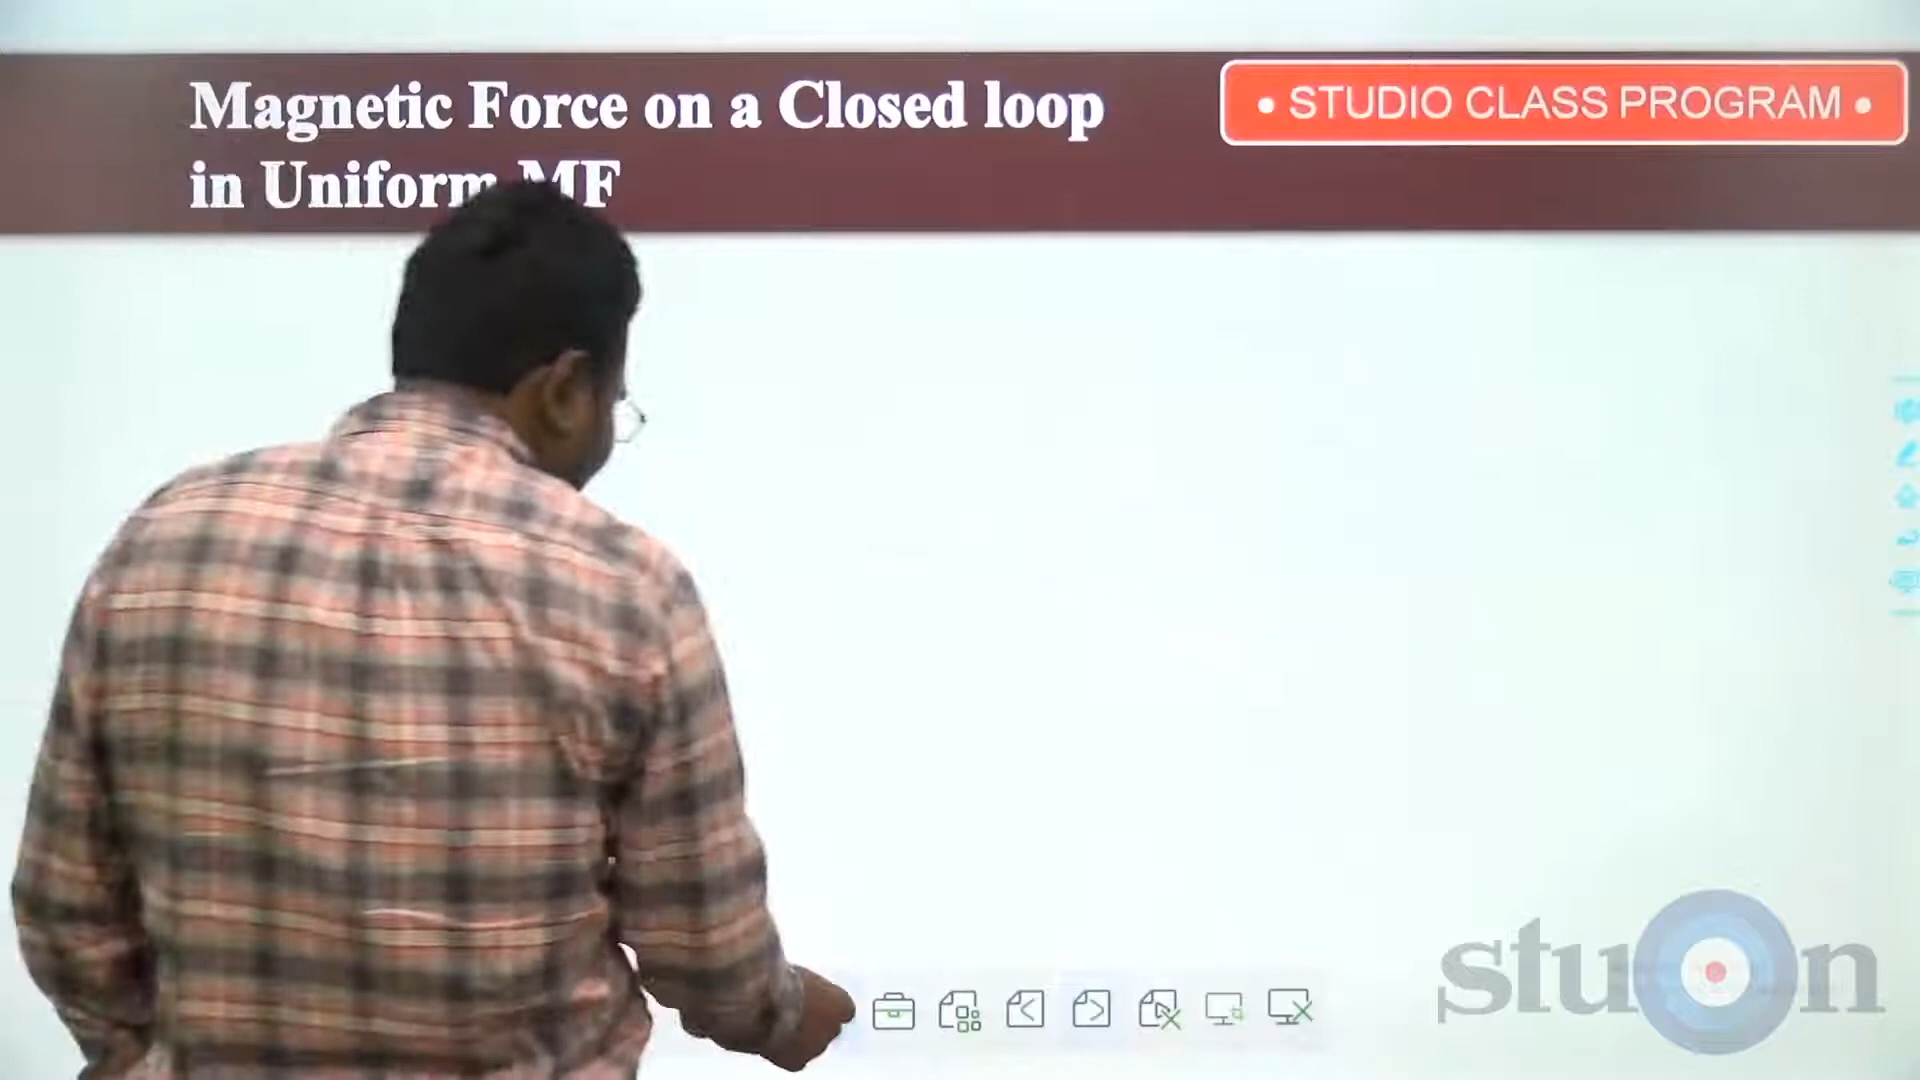 Magnetic Force on a Closed loop
in Uniform MF
• STUDIO CLASS PROGRAM •
stuOn